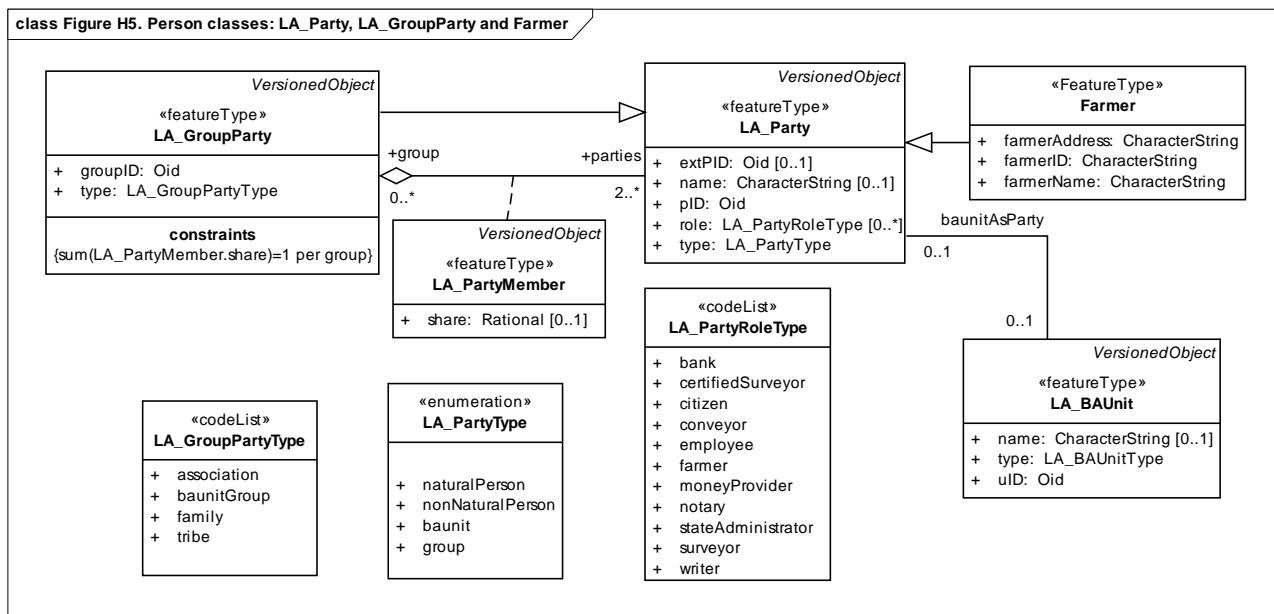 class Figure H5. Person classes: LA_Party, LA_GroupParty and Farmer
VersionedObject
«featureType»
LA_GroupParty
+ groupID: Oid
+ type: LA_GroupPartyType
constraints
{sum(LA_PartyMember.share)=1 per group}
+group
0..*
+parties
2..*
VersionedObject
«featureType»
LA_PartyMember
+ share: Rational [0..1]
VersionedObject
«featureType»
LA_Party
+ extPID: Oid [0..1]
+ name: CharacterString [0..1]
+ pID: Oid
+ role: LA_PartyRoleType [0..*]
+ type: LA_PartyType
«FeatureType»
Farmer
+ farmerAddress: CharacterString
+ farmerID: CharacterString
+ farmerName: CharacterString
baunitAsParty
0..1
0..1
VersionedObject
«featureType»
LA_BAUnit
+ name: CharacterString [0..1]
+ type: LA_BAUnitType
+ uID: Oid
«codeList»
LA_GroupPartyType
+ association
+ baunitGroup
+ family
+ tribe
«enumeration»
LA_PartyType
+ naturalPerson
+ nonNaturalPerson
+ baunit
+ group
«codeList»
LA_PartyRoleType
+ bank
+ certifiedSurveyor
+ citizen
+ conveyor
+ employee
+ farmer
+ moneyProvider
+ notary
+ stateAdministrator
+ surveyor
+ writer